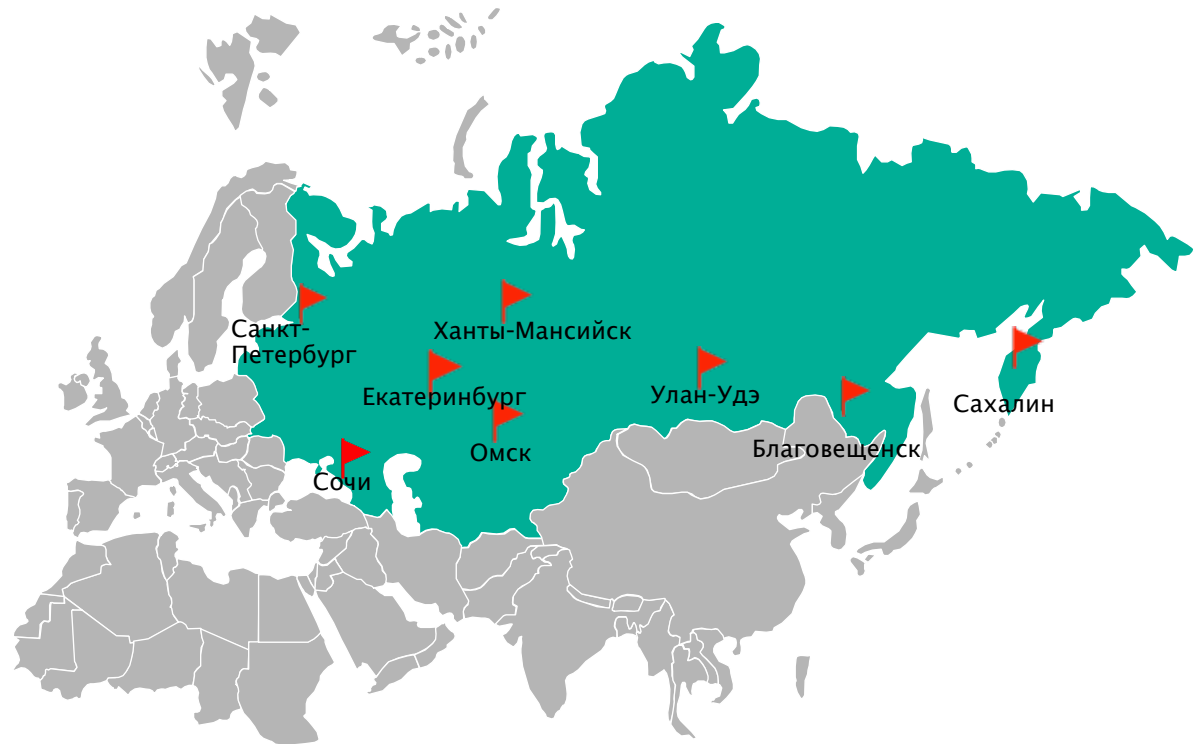 Санкт-
Петербург
Ханты-Мансийск
Екатеринбург
Улан-Удэ
Сахалин
Омск
Благовещенск
Сочи